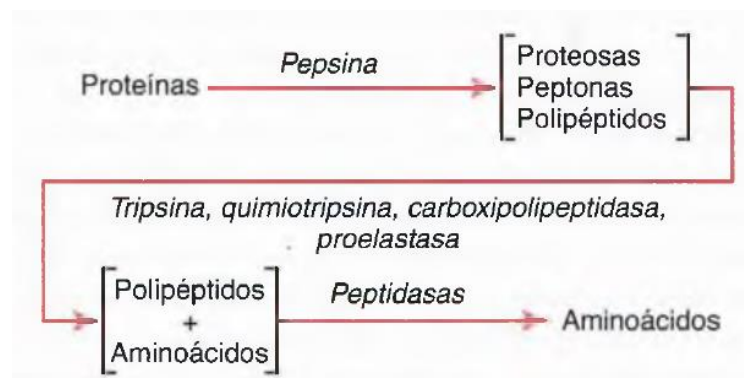 Proteínas
Pepsina
Proteosas
Peptonas
Polipéptidos
Tripsina, quimiotripsina, carboxipolipeptidasa,
proelastasa
Polipéptidos
+
Aminoácidos
Peptidasas
Aminoácidos